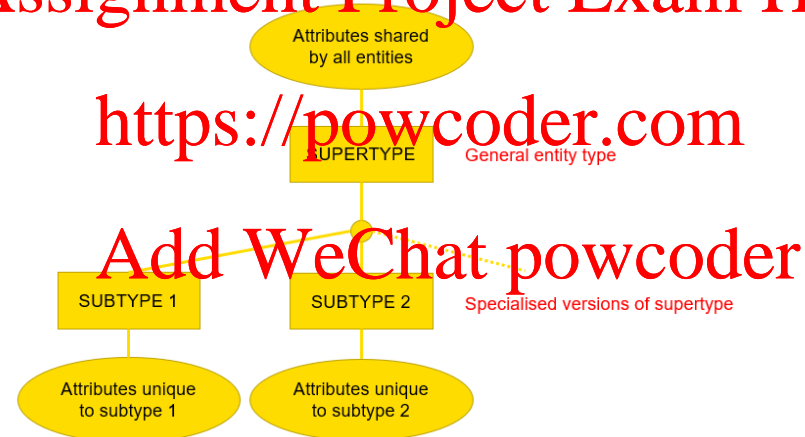 Assignment Project Exam H
Attributes shared
by all entities
https://powcoder.com
SUPERTYPE
General entity type
Add WeChat powcoder
SUBTYPE 1
SUBTYPE 2
Specialised versions of supertype
Attributes unique
to subtype 1
Attributes unique
to subtype 2